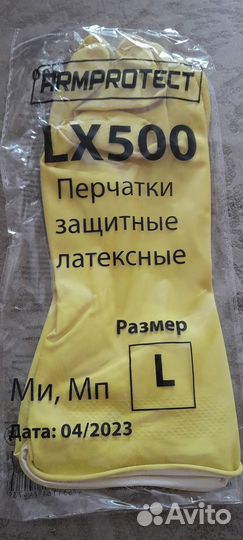 ARMPROTECT
LX500
Перчатки
защитные
латексные
Размер
L
Ми, Мп
Дата: 04/2023
Avito